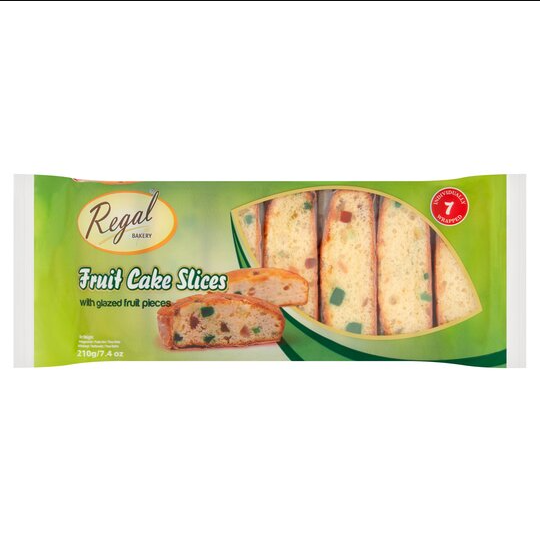 Regal
BAKERY
Fruit Cake Slices
with glazed fruit pieces
210g/7.4 oz
INDIVIDUALLY
7
WRAPPED